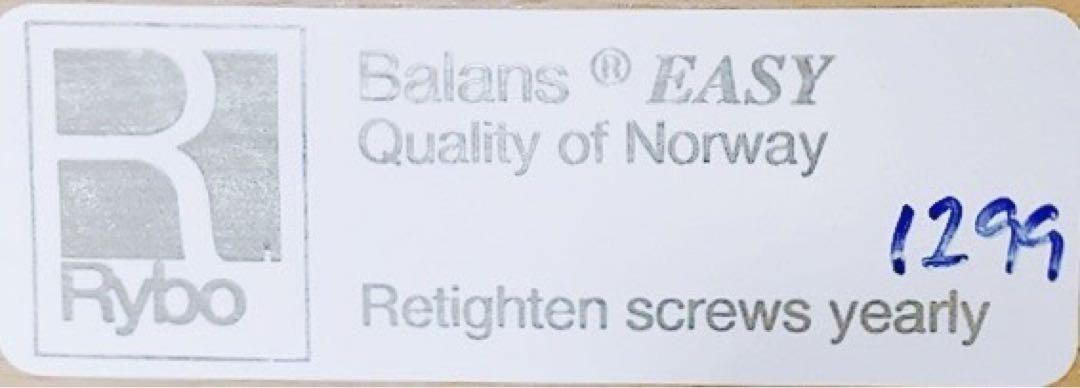 Balans ® EASY
Quality of Norway
1299
Rybo
Retighten screws yearly